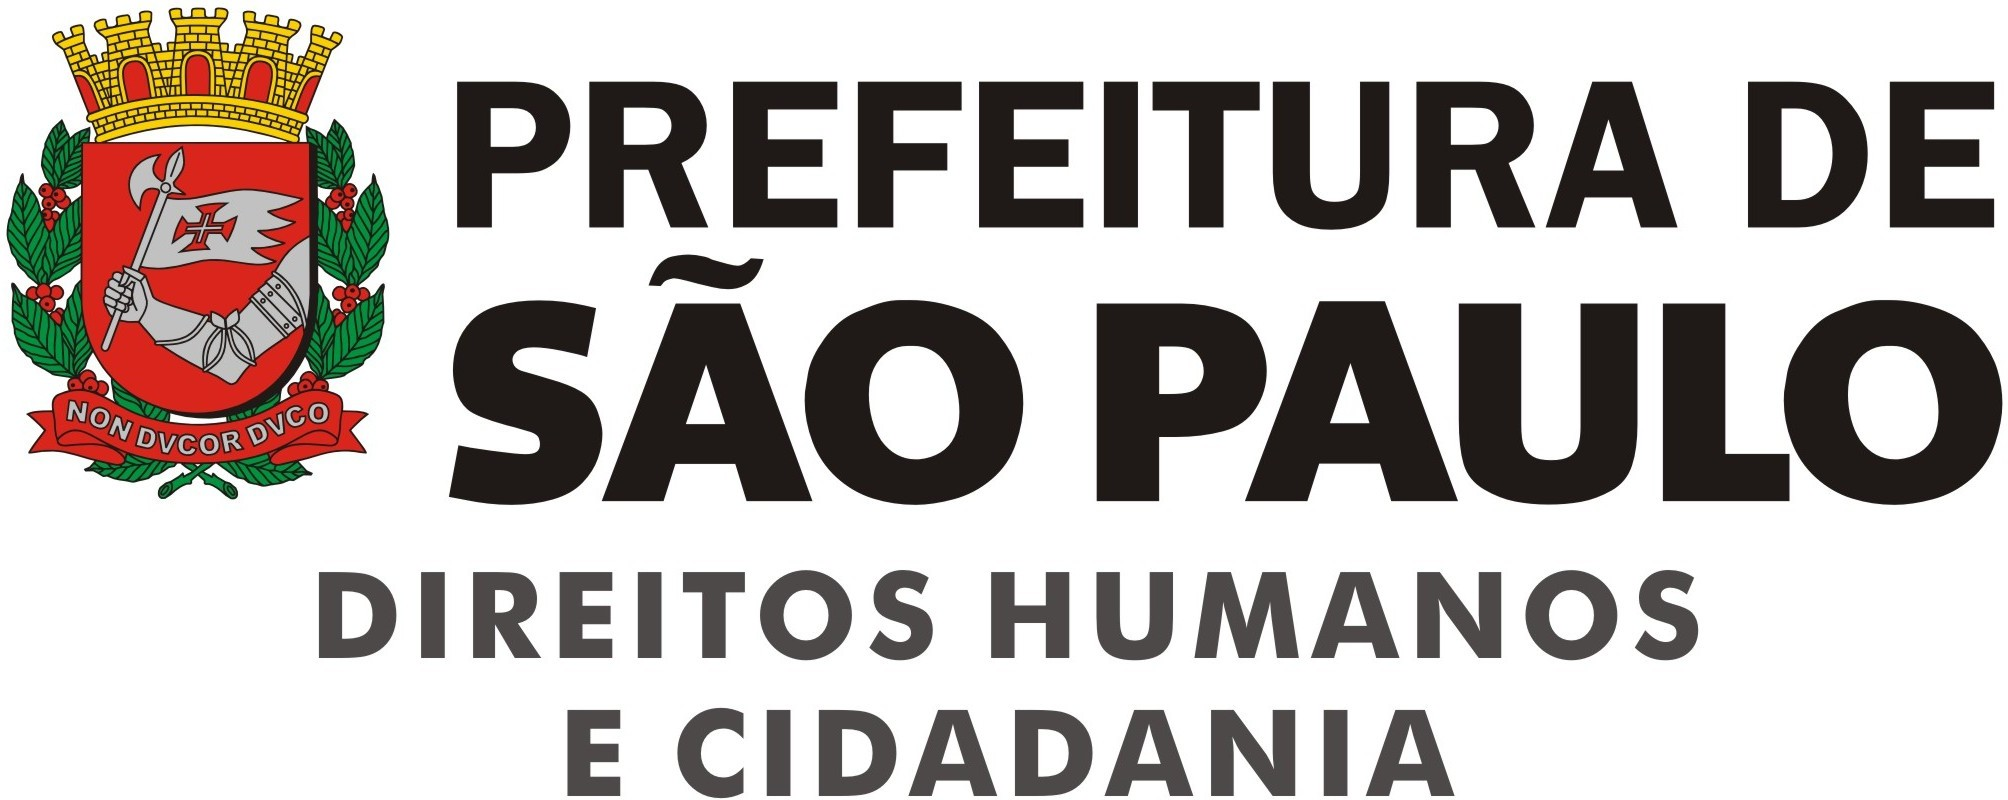 PREFEITURA DE
SÃO PAULO
NON DVCOR DVCO
DIREITOS HUMANOS
E CIDADANIA